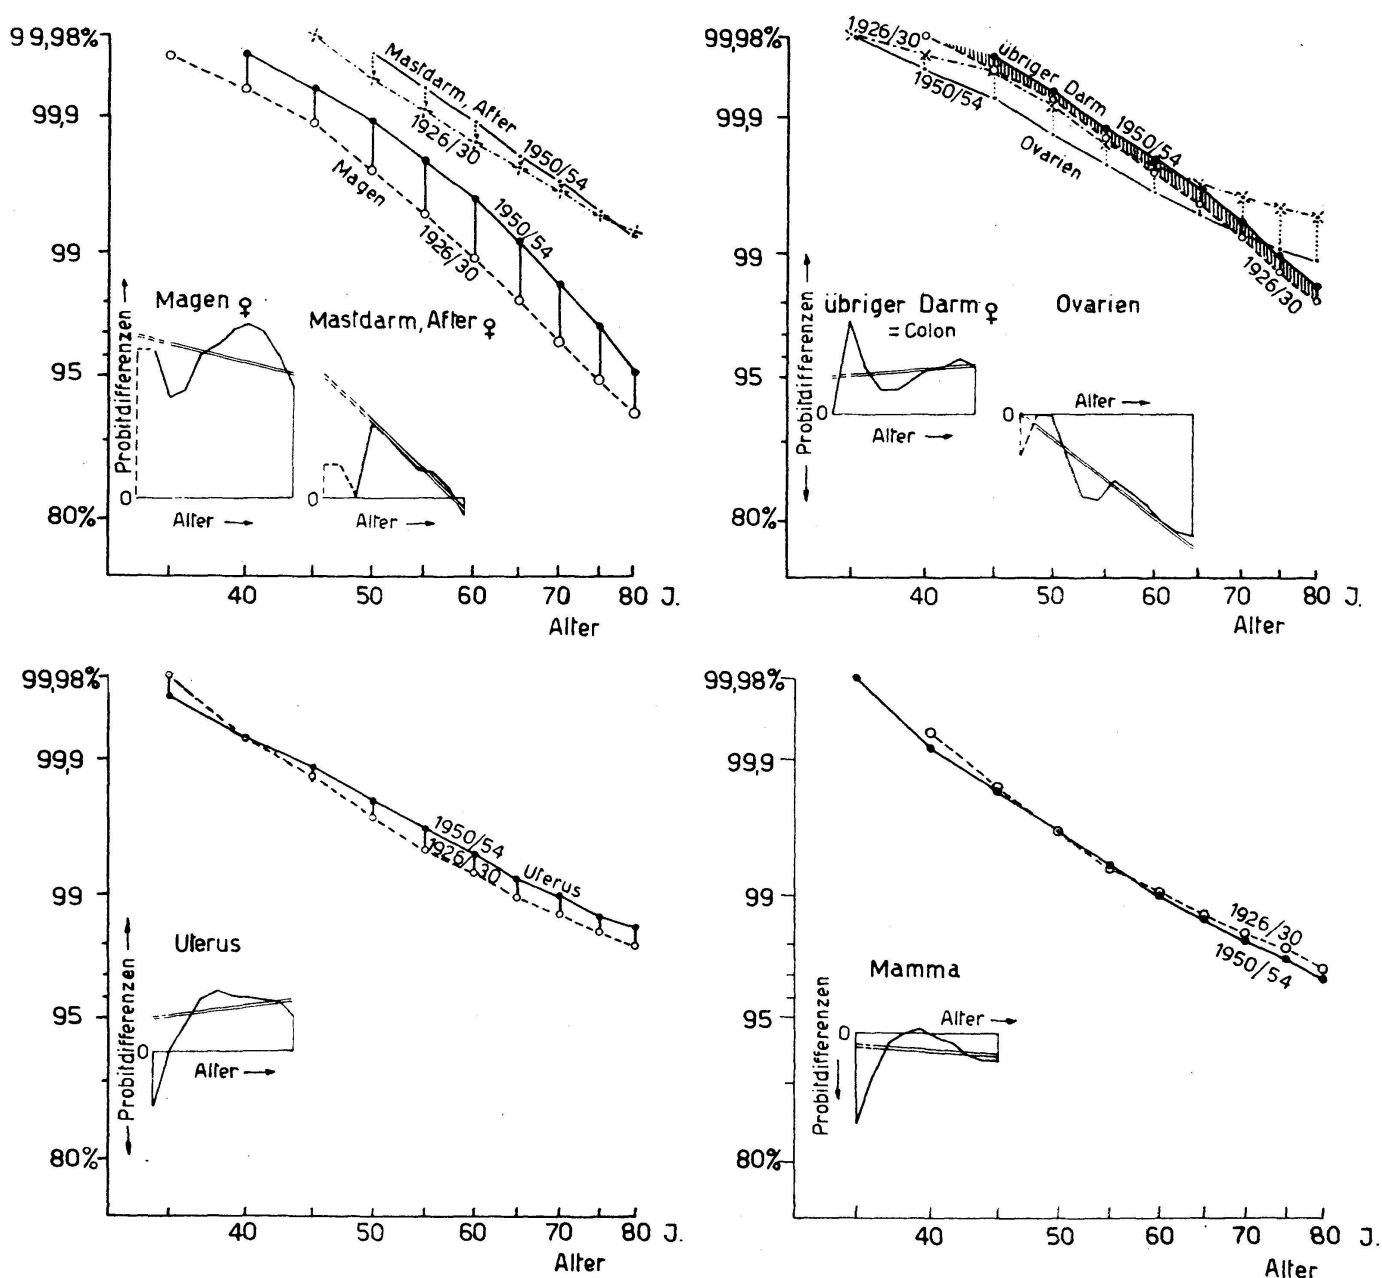 99,98%
99,9
99
95
80%
Mastdarm, After
1926/30
1950/54
Magen
1950/54
1926/30
Magen ♀
Mastdarm, After ♀
Probitdifferenzen
0
Alter
0
Alter
40
50
60
70
80 J.
Alter
99,98%
99,9
99
95
80%
1926/30
1950/54
übriger Darm
1950/54
Ovarien
1926/30
übriger Darm ♀
= Colon
Ovarien
Probitdifferenzen
0
Alter
0
Alter
40
50
60
70
80 J.
Alter
99,98%
99,9
99
95
80%
1950/54
1926/30
Uterus
Uterus
Probitdifferenzen
0
Alter
40
50
60
70
80 J.
Alter
99,98%
99,9
99
95
80%
1926/30
1950/54
Mamma
Probitdifferenzen
0
Alter
40
50
60
70
80 J.
Alter